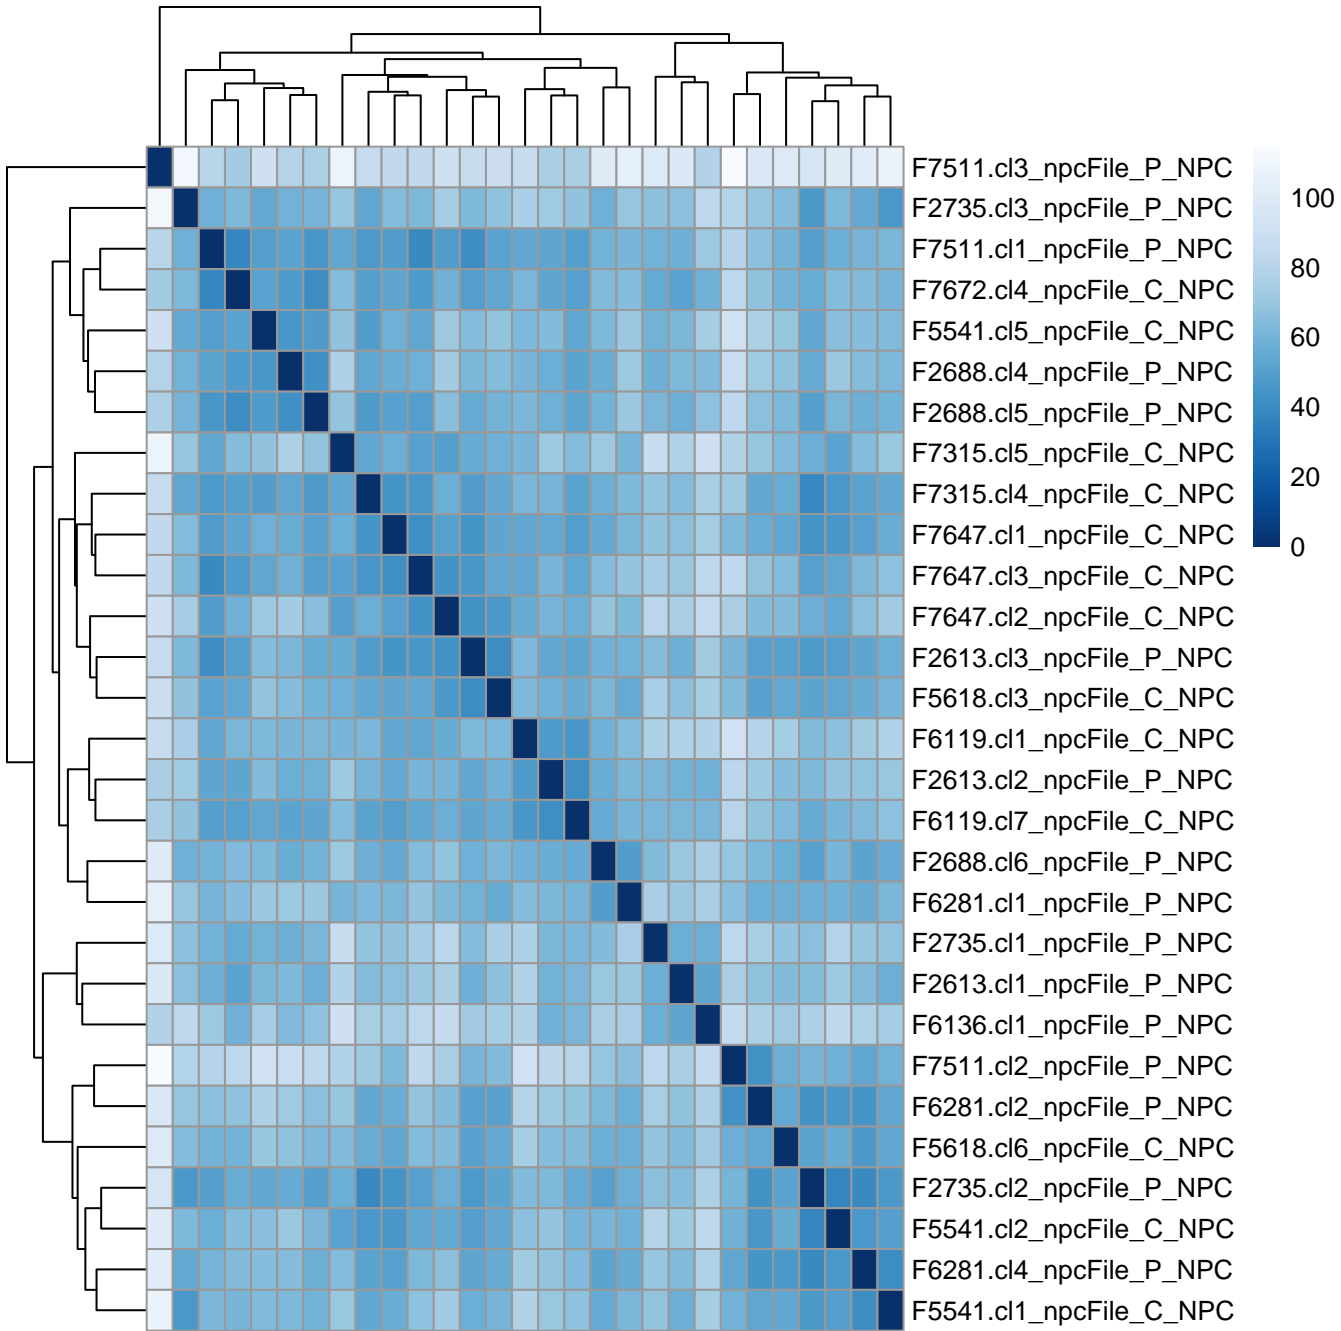 F7511.cl3_npcFile_P_NPC
F2735.cl3_npcFile_P_NPC
F7511.cl1_npcFile_P_NPC
F7672.cl4_npcFile_C_NPC
F5541.cl5_npcFile_C_NPC
F2688.cl4_npcFile_P_NPC
F2688.cl5_npcFile_P_NPC
F7315.cl5_npcFile_C_NPC
F7315.cl4_npcFile_C_NPC
F7647.cl1_npcFile_C_NPC
F7647.cl3_npcFile_C_NPC
F7647.cl2_npcFile_C_NPC
F2613.cl3_npcFile_P_NPC
F5618.cl3_npcFile_C_NPC
F6119.cl1_npcFile_C_NPC
F2613.cl2_npcFile_P_NPC
F6119.cl7_npcFile_C_NPC
F2688.cl6_npcFile_P_NPC
F6281.cl1_npcFile_P_NPC
F2735.cl1_npcFile_P_NPC
F2613.cl1_npcFile_P_NPC
F6136.cl1_npcFile_P_NPC
F7511.cl2_npcFile_P_NPC
F6281.cl2_npcFile_P_NPC
F5618.cl6_npcFile_C_NPC
F2735.cl2_npcFile_P_NPC
F5541.cl2_npcFile_C_NPC
F6281.cl4_npcFile_P_NPC
F5541.cl1_npcFile_C_NPC
100
80
60
40
20
0